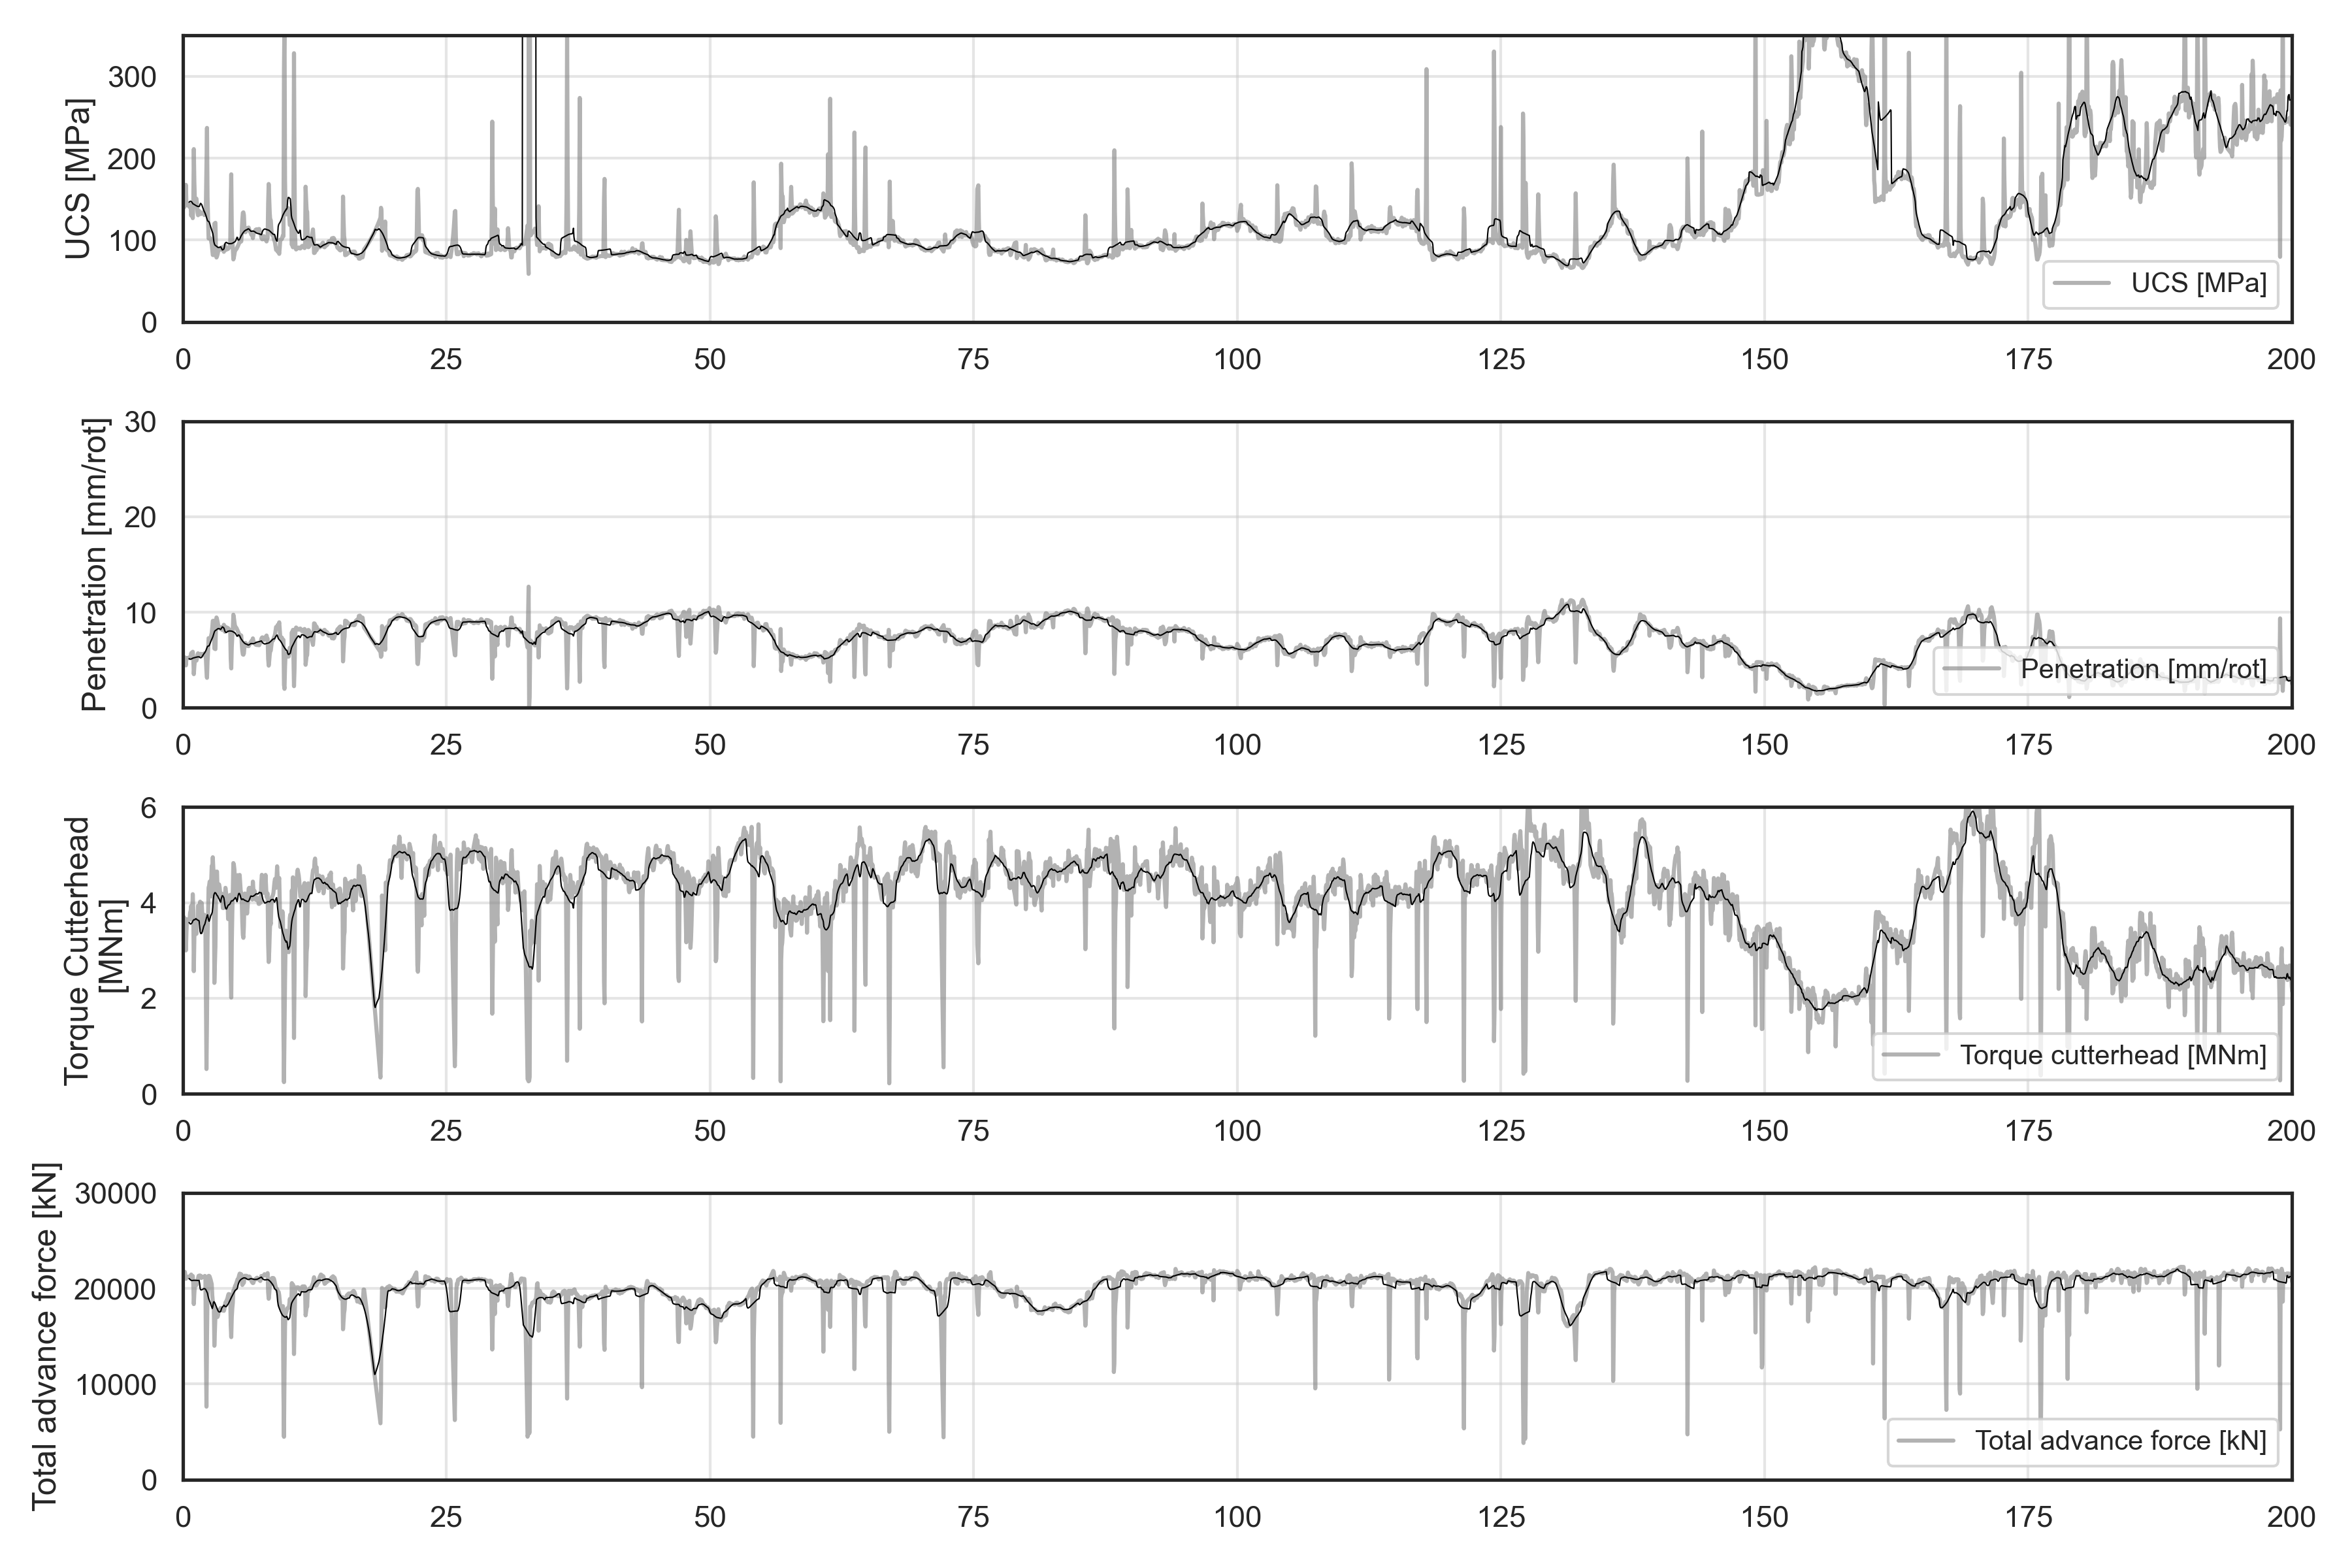 UCS [MPa]
300
200
100
0
0 25 50 75 100 125 150 175 200
UCS [MPa]
Penetration [mm/rot]
30
20
10
0
0 25 50 75 100 125 150 175 200
Penetration [mm/rot]
Torque Cutterhead
[MNm]
6
4
2
0
0 25 50 75 100 125 150 175 200
Torque cutterhead [MNm]
Total advance force [kN]
30000
20000
10000
0
0 25 50 75 100 125 150 175 200
Total advance force [kN]